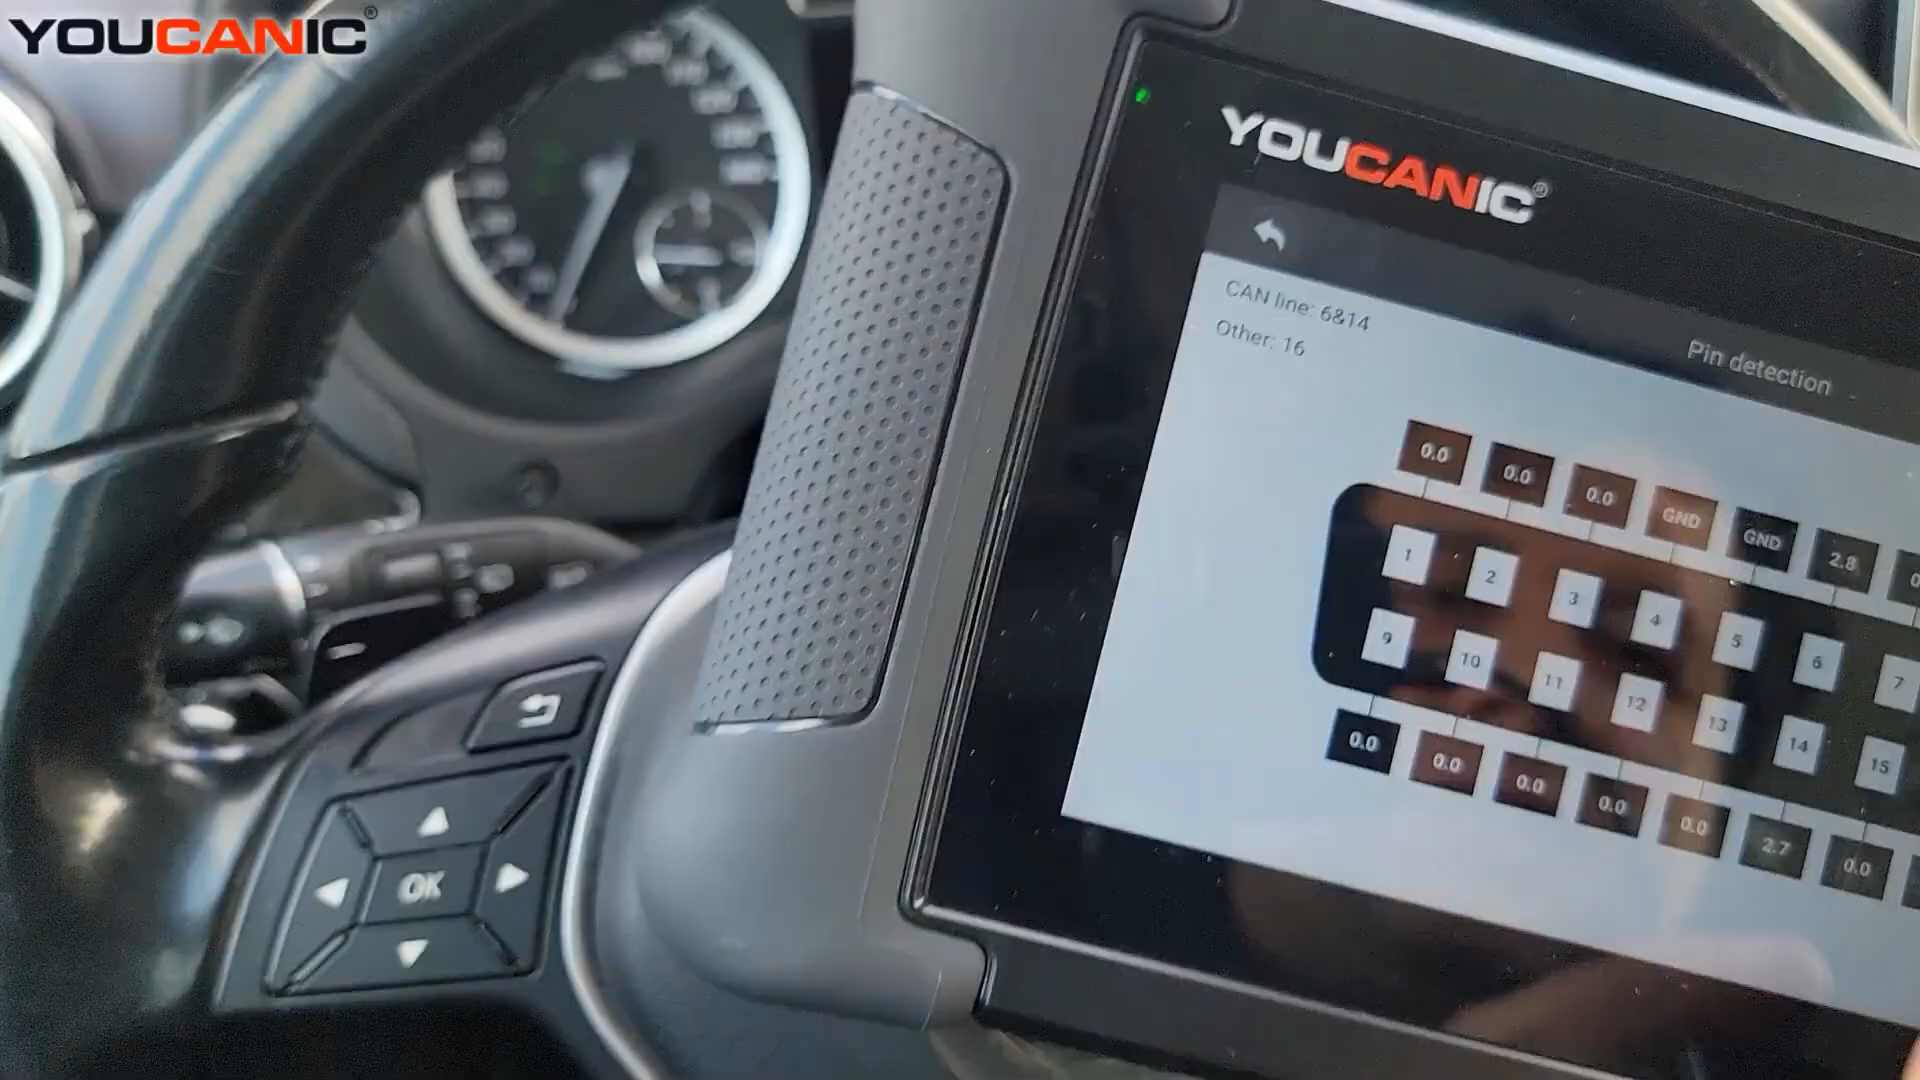 YOUCANIC®
YOUCANIC®
CAN line: 6&14
Other: 16
Pin detection
0.0 0.0 0.0 GND GND 2.8
1 2 3 4 5 6 7
9 10 11 12 13 14 15
0.0 0.0 0.0 0.0 0.0 2.7 0.0
OK